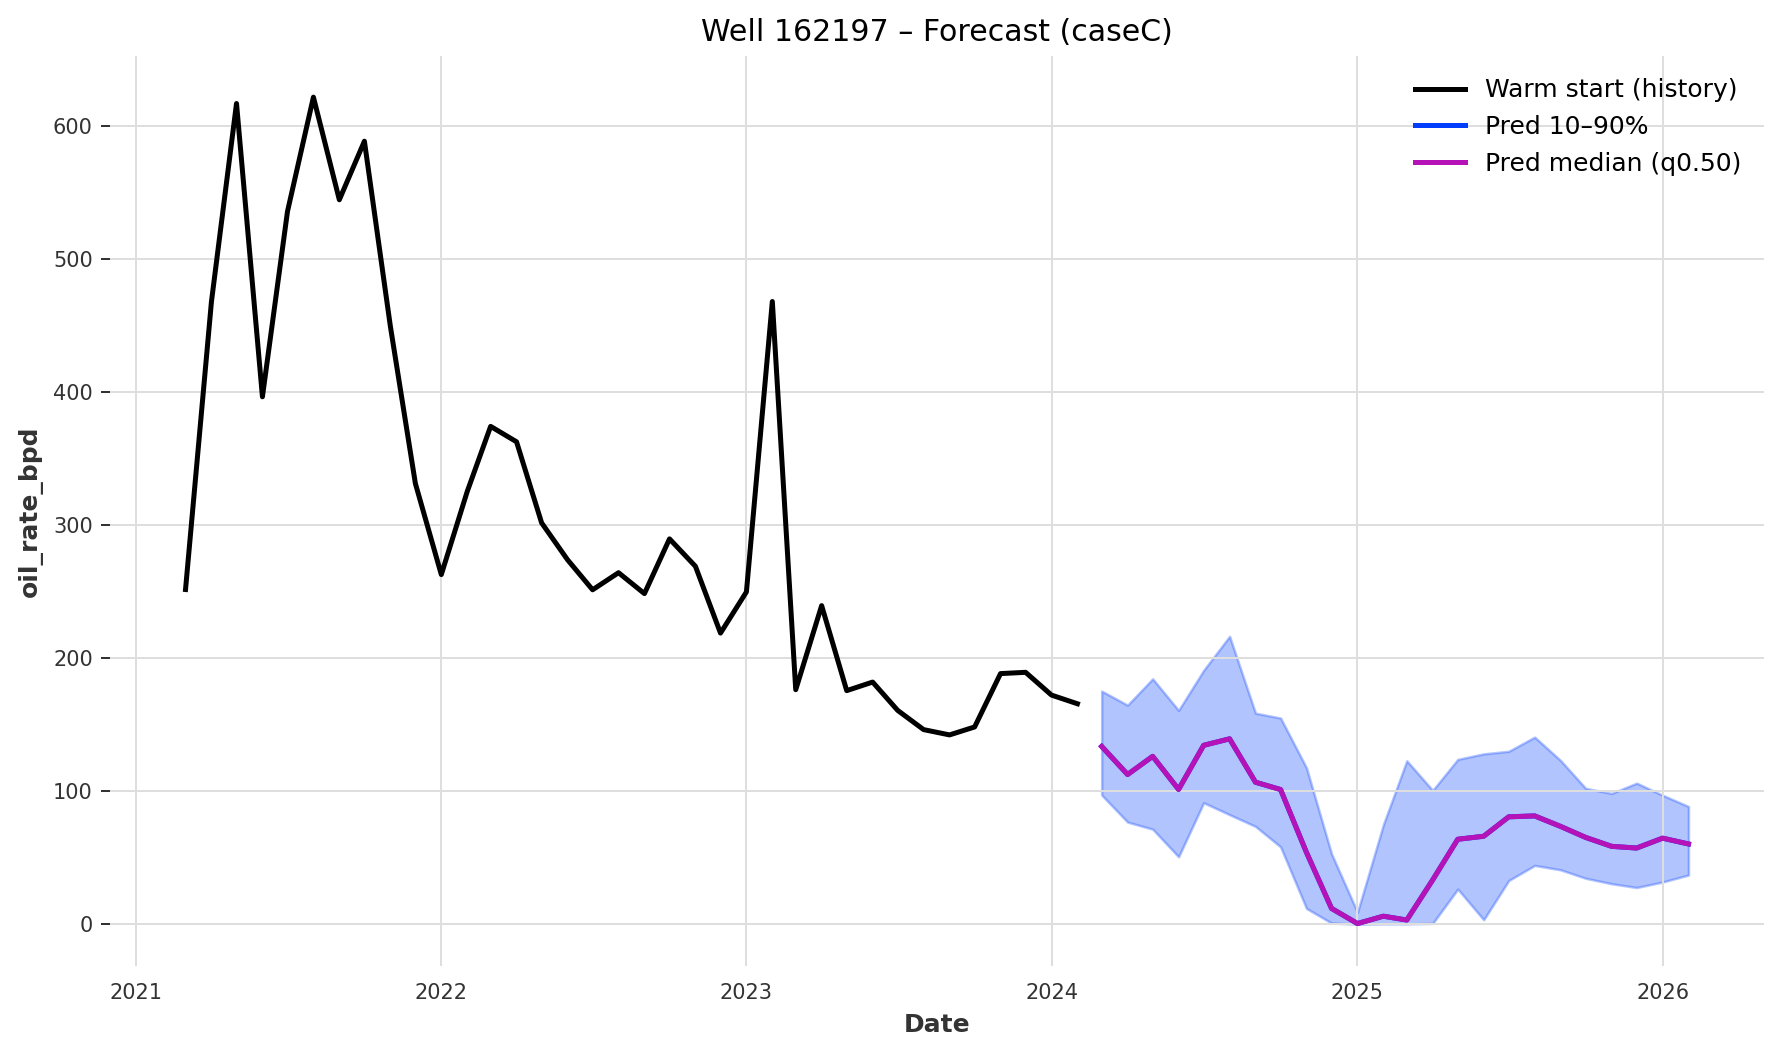 Well 162197 – Forecast (caseC)
Warm start (history)
Pred 10–90%
Pred median (q0.50)
oil_rate_bpd
600
500
400
300
200
100
0
2021
2022
2023
2024
2025
2026
Date